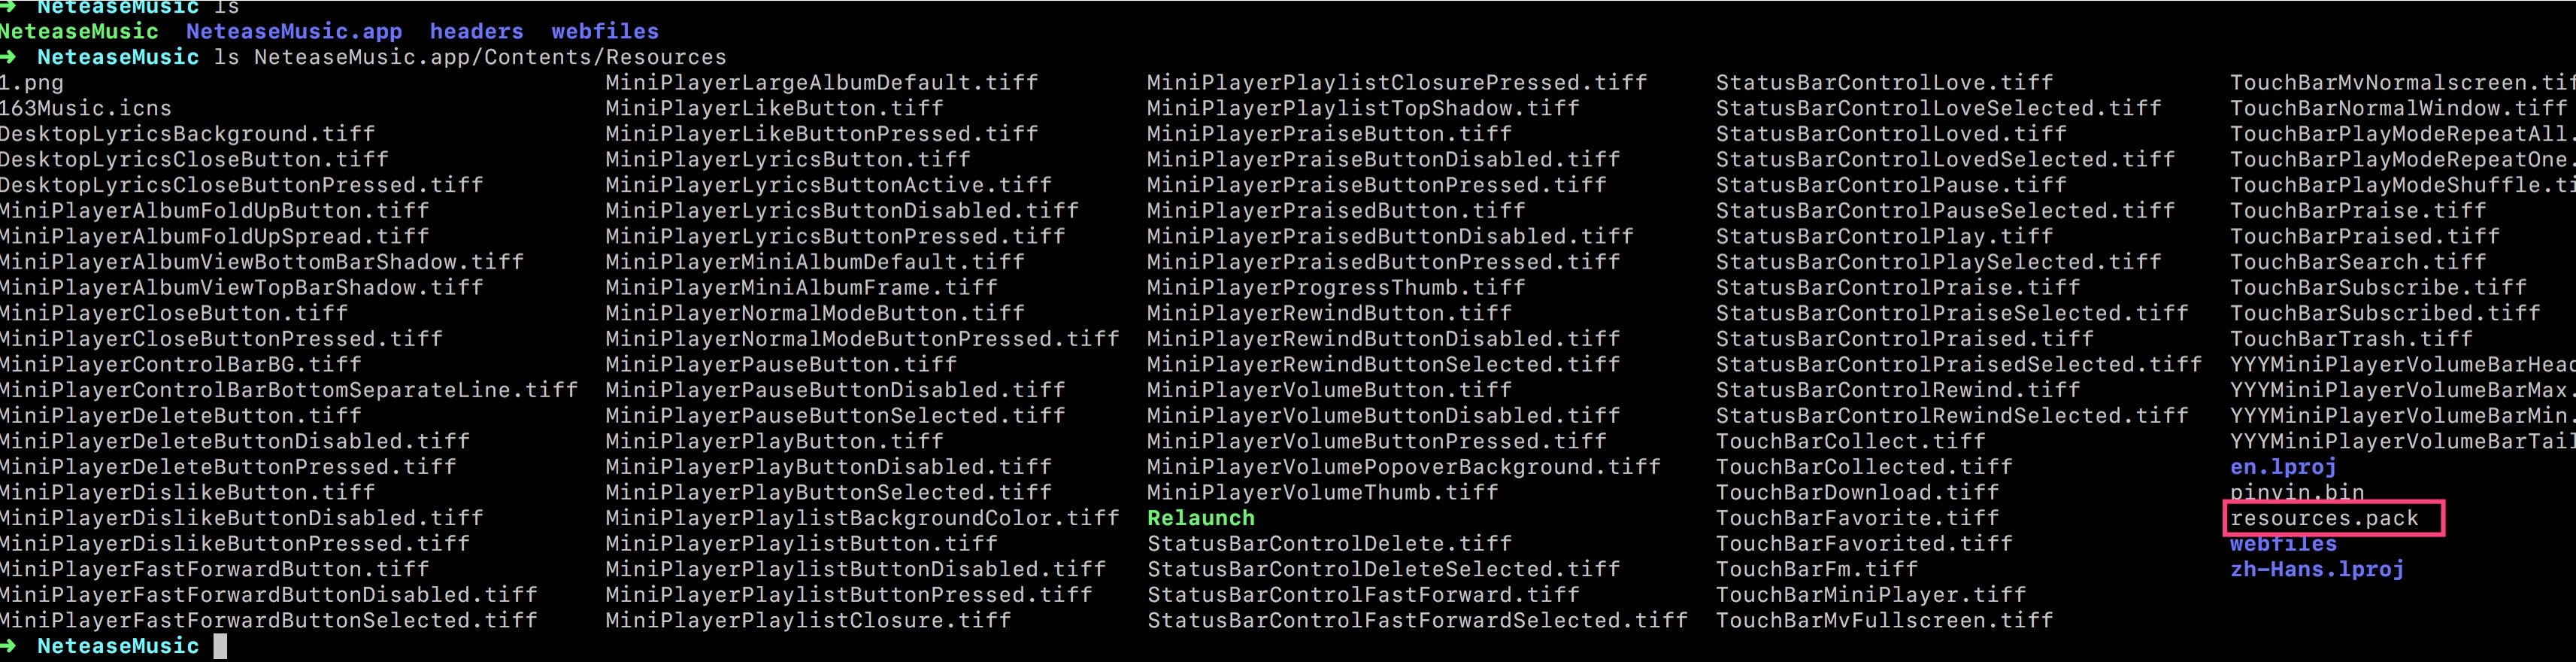 ➜ NeteaseMusic ls
NeteaseMusic NeteaseMusic.app headers webfiles
➜ NeteaseMusic ls NeteaseMusic.app/Contents/Resources
1.png MiniPlayerLargeAlbumDefault.tiff MiniPlayerPlaylistClosurePressed.tiff StatusBarControlLove.tiff TouchBarMvNormalscreen.tif
163Music.icns MiniPlayerLikeButton.tiff MiniPlayerPlaylistTopShadow.tiff StatusBarControlLoveSelected.tiff TouchBarNormalWindow.tiff
DesktopLyricsBackground.tiff MiniPlayerLikeButtonPressed.tiff MiniPlayerPraiseButton.tiff StatusBarControlLoved.tiff TouchBarPlayModeRepeatAll.
DesktopLyricsCloseButton.tiff MiniPlayerLyricsButton.tiff MiniPlayerPraiseButtonDisabled.tiff StatusBarControlLovedSelected.tiff TouchBarPlayModeRepeatOne.
DesktopLyricsCloseButtonPressed.tiff MiniPlayerLyricsButtonActive.tiff MiniPlayerPraiseButtonPressed.tiff StatusBarControlPause.tiff TouchBarPlayModeShuffle.ti
MiniPlayerAlbumFoldUpButton.tiff MiniPlayerLyricsButtonDisabled.tiff MiniPlayerPraisedButton.tiff StatusBarControlPauseSelected.tiff TouchBarPraise.tiff
MiniPlayerAlbumFoldUpSpread.tiff MiniPlayerLyricsButtonPressed.tiff MiniPlayerPraisedButtonDisabled.tiff StatusBarControlPlay.tiff TouchBarPraised.tiff
MiniPlayerAlbumViewBottomBarShadow.tiff MiniPlayerMiniAlbumDefault.tiff MiniPlayerPraisedButtonPressed.tiff StatusBarControlPlaySelected.tiff TouchBarSearch.tiff
MiniPlayerAlbumViewTopBarShadow.tiff MiniPlayerMiniAlbumFrame.tiff MiniPlayerProgressThumb.tiff StatusBarControlPraise.tiff TouchBarSubscribe.tiff
MiniPlayerCloseButton.tiff MiniPlayerNormalModeButton.tiff MiniPlayerRewindButton.tiff StatusBarControlPraiseSelected.tiff TouchBarSubscribed.tiff
MiniPlayerCloseButtonPressed.tiff MiniPlayerNormalModeButtonPressed.tiff MiniPlayerRewindButtonDisabled.tiff StatusBarControlPraised.tiff TouchBarTrash.tiff
MiniPlayerControlBarBG.tiff MiniPlayerPauseButton.tiff MiniPlayerRewindButtonSelected.tiff StatusBarControlPraisedSelected.tiff YYYMiniPlayerVolumeBarHead
MiniPlayerControlBarBottomSeparateLine.tiff MiniPlayerPauseButtonDisabled.tiff MiniPlayerVolumeButton.tiff StatusBarControlRewind.tiff YYYMiniPlayerVolumeBarMax.
MiniPlayerDeleteButton.tiff MiniPlayerPauseButtonSelected.tiff MiniPlayerVolumeButtonDisabled.tiff StatusBarControlRewindSelected.tiff YYYMiniPlayerVolumeBarMin.
MiniPlayerDeleteButtonDisabled.tiff MiniPlayerPlayButton.tiff MiniPlayerVolumeButtonPressed.tiff TouchBarCollect.tiff YYYMiniPlayerVolumeBarTail
MiniPlayerDeleteButtonPressed.tiff MiniPlayerPlayButtonDisabled.tiff MiniPlayerVolumePopoverBackground.tiff TouchBarCollected.tiff en.lproj
MiniPlayerDislikeButton.tiff MiniPlayerPlayButtonSelected.tiff MiniPlayerVolumeThumb.tiff TouchBarDownload.tiff pinyin.bin
MiniPlayerDislikeButtonDisabled.tiff MiniPlayerPlaylistBackgroundColor.tiff Relaunch TouchBarFavorite.tiff resources.pack
MiniPlayerDislikeButtonPressed.tiff MiniPlayerPlaylistButton.tiff StatusBarControlDelete.tiff TouchBarFavorited.tiff webfiles
MiniPlayerFastForwardButton.tiff MiniPlayerPlaylistButtonDisabled.tiff StatusBarControlDeleteSelected.tiff TouchBarFm.tiff zh-Hans.lproj
MiniPlayerFastForwardButtonDisabled.tiff MiniPlayerPlaylistButtonPressed.tiff StatusBarControlFastForward.tiff TouchBarMiniPlayer.tiff
MiniPlayerFastForwardButtonSelected.tiff MiniPlayerPlaylistClosure.tiff StatusBarControlFastForwardSelected.tiff TouchBarMvFullscreen.tiff
➜ NeteaseMusic